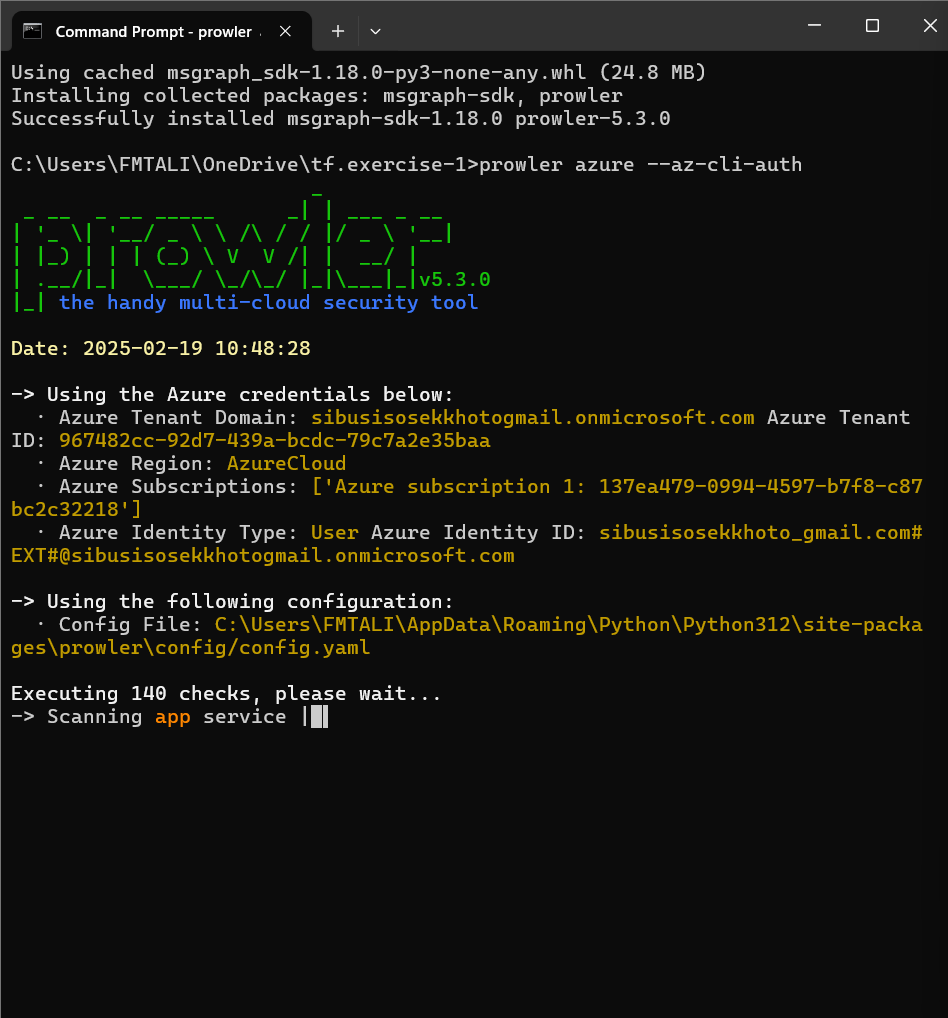 Command Prompt - prowler
Using cached msgraph_sdk-1.18.0-py3-none-any.whl (24.8 MB)
Installing collected packages: msgraph-sdk, prowler
Successfully installed msgraph-sdk-1.18.0 prowler-5.3.0
C:\Users\FMTALI\OneDrive\tf.exercise-1>prowler azure --az-cli-auth
prowler
v5.3.0
the handy multi-cloud security tool
Date: 2025-02-19 10:48:28
-> Using the Azure credentials below:
· Azure Tenant Domain: sibusisosekkhotogmail.onmicrosoft.com Azure Tenant
ID: 967482cc-92d7-439a-bcdc-79c7a2e35baa
· Azure Region: AzureCloud
· Azure Subscriptions: ['Azure subscription 1: 137ea479-0994-4597-b7f8-c87
bc2c32218']
· Azure Identity Type: User Azure Identity ID: sibusisosekkhoto_gmail.com#
EXT#@sibusisosekkhotogmail.onmicrosoft.com
-> Using the following configuration:
· Config File: C:\Users\FMTALI\AppData\Roaming\Python\Python312\site-packa
ges\prowler\config/config.yaml
Executing 140 checks, please wait...
-> Scanning app service |